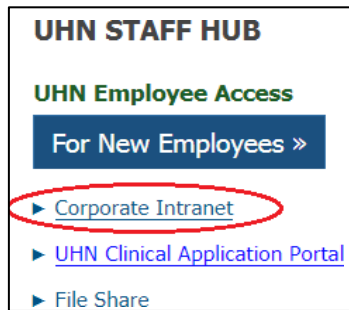 UHN STAFF HUB
UHN Employee Access
For New Employees »
► Corporate Intranet
► UHN Clinical Application Portal
► File Share